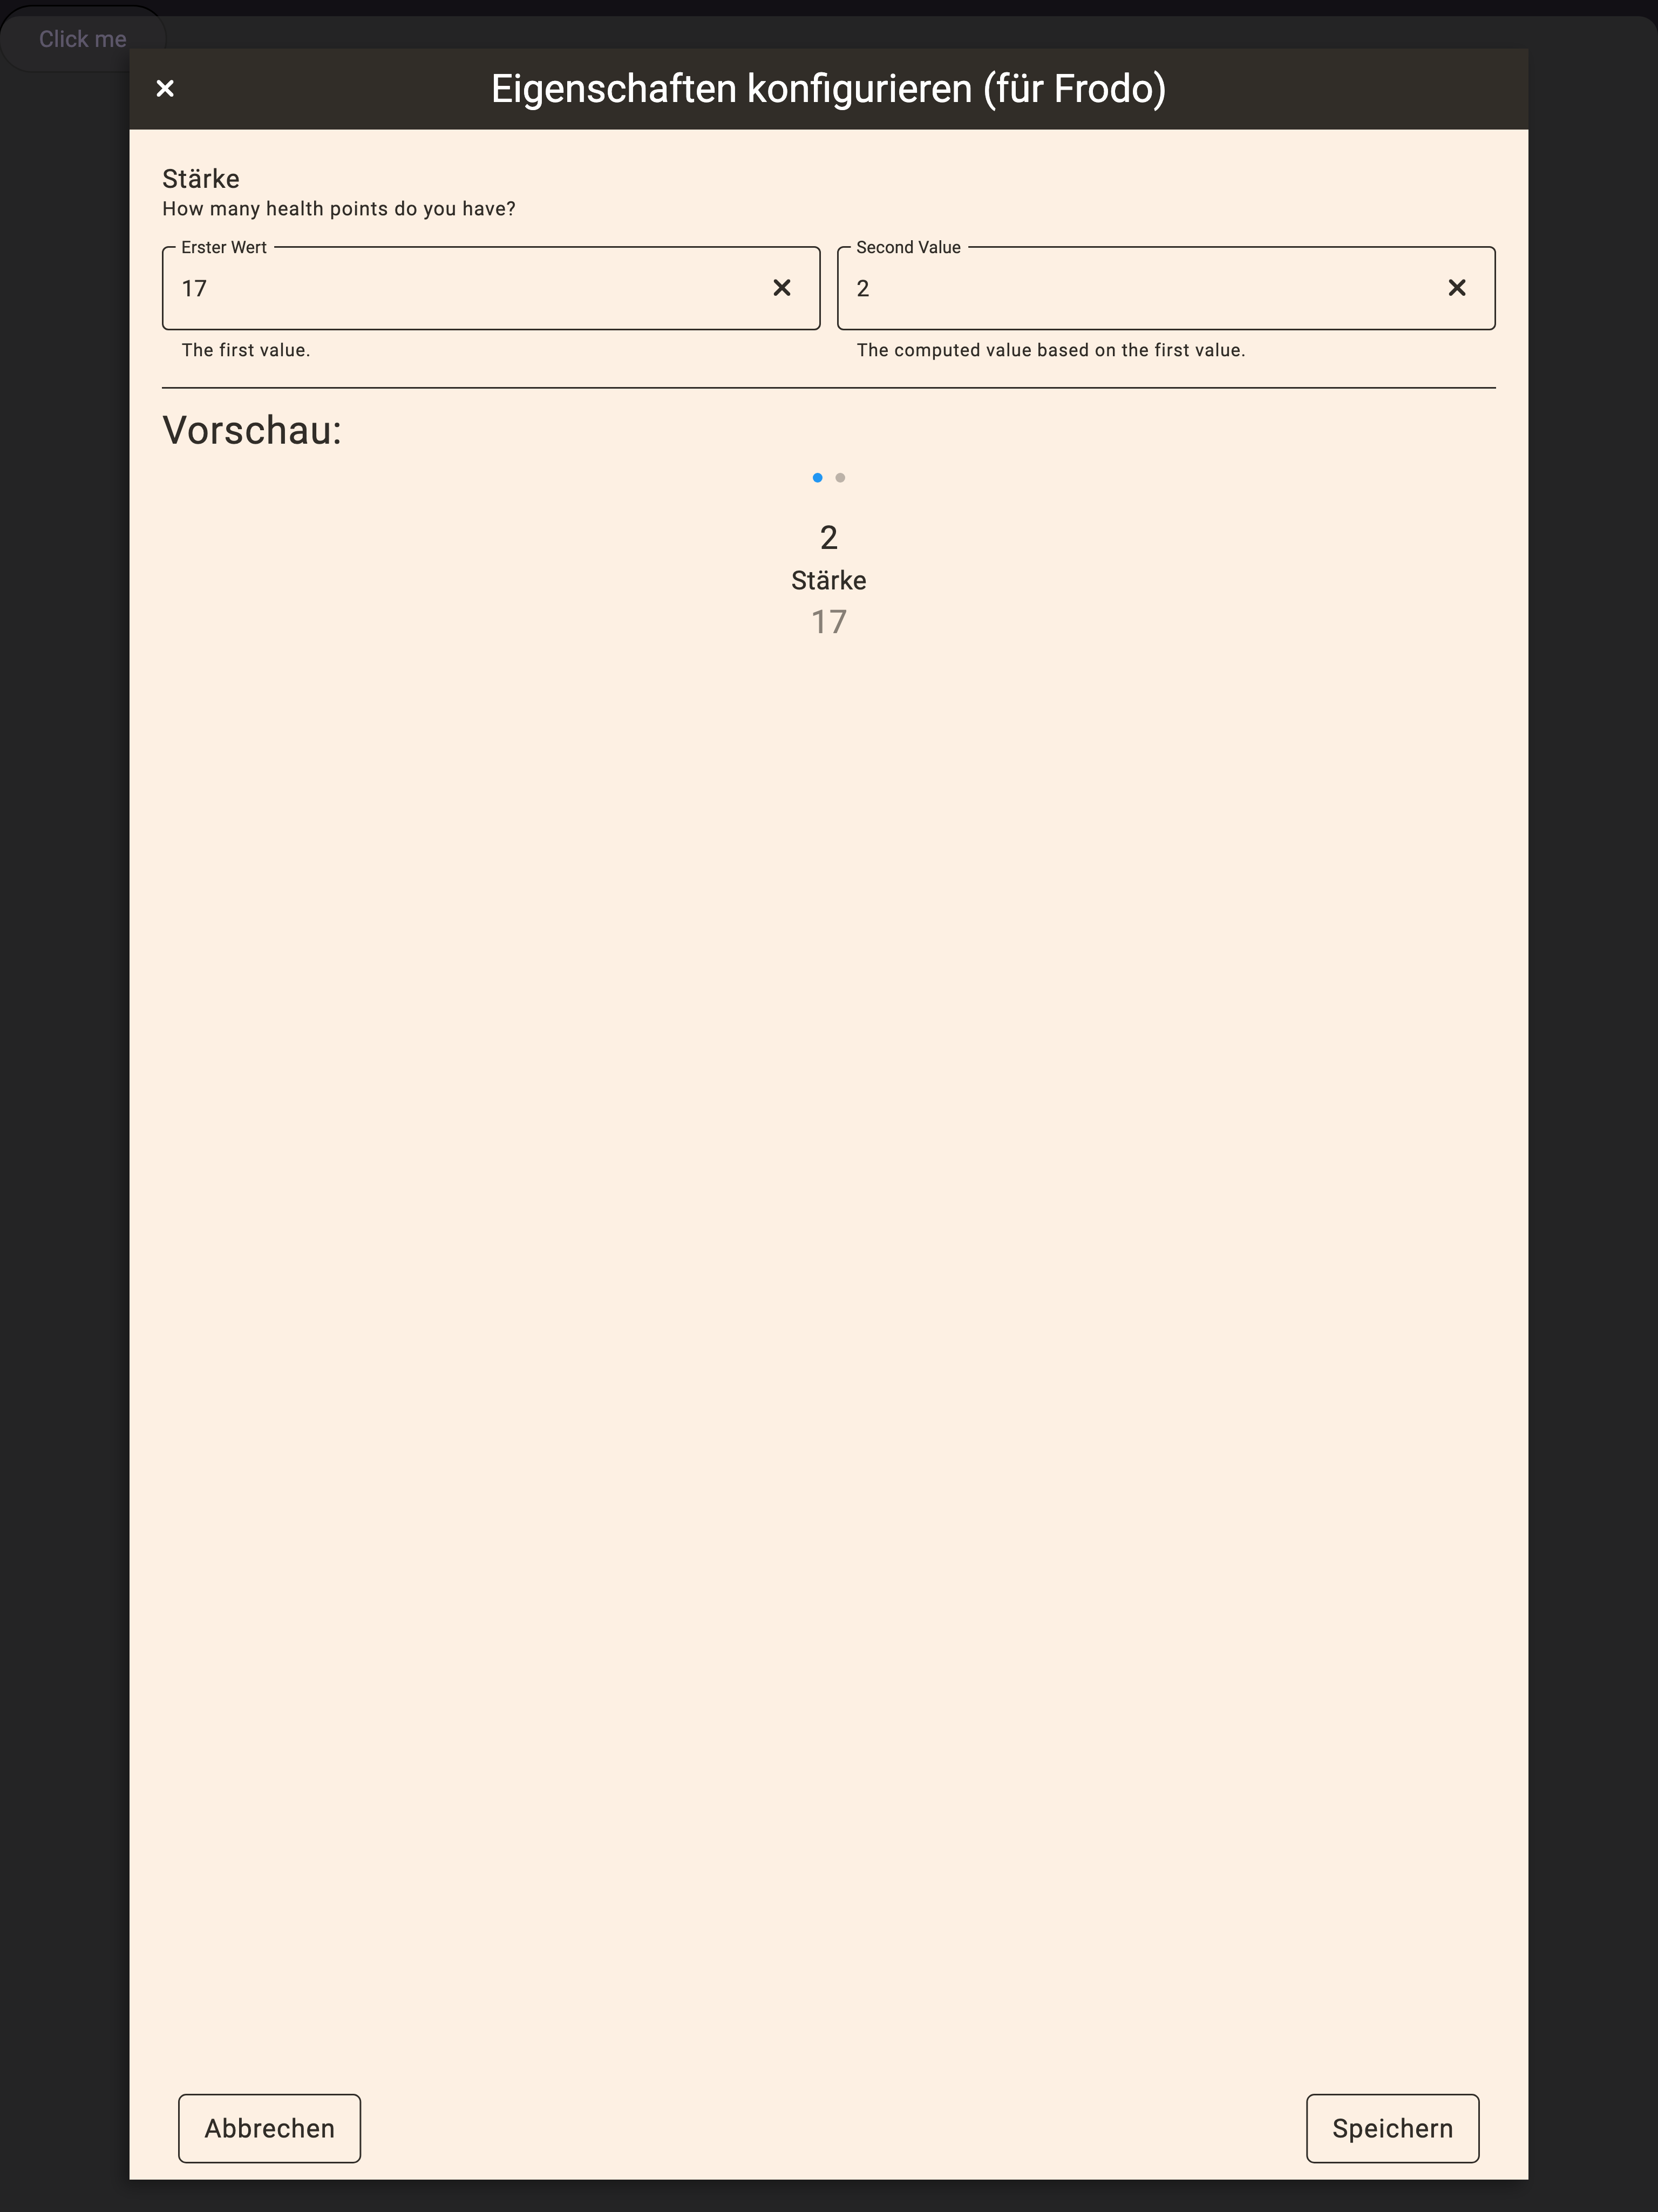 Click me
Eigenschaften konfigurieren (für Frodo)
Stärke
How many health points do you have?
Erster Wert
17
The first value.
Second Value
2
The computed value based on the first value.
Vorschau:
2
Stärke
17
Abbrechen
Speichern